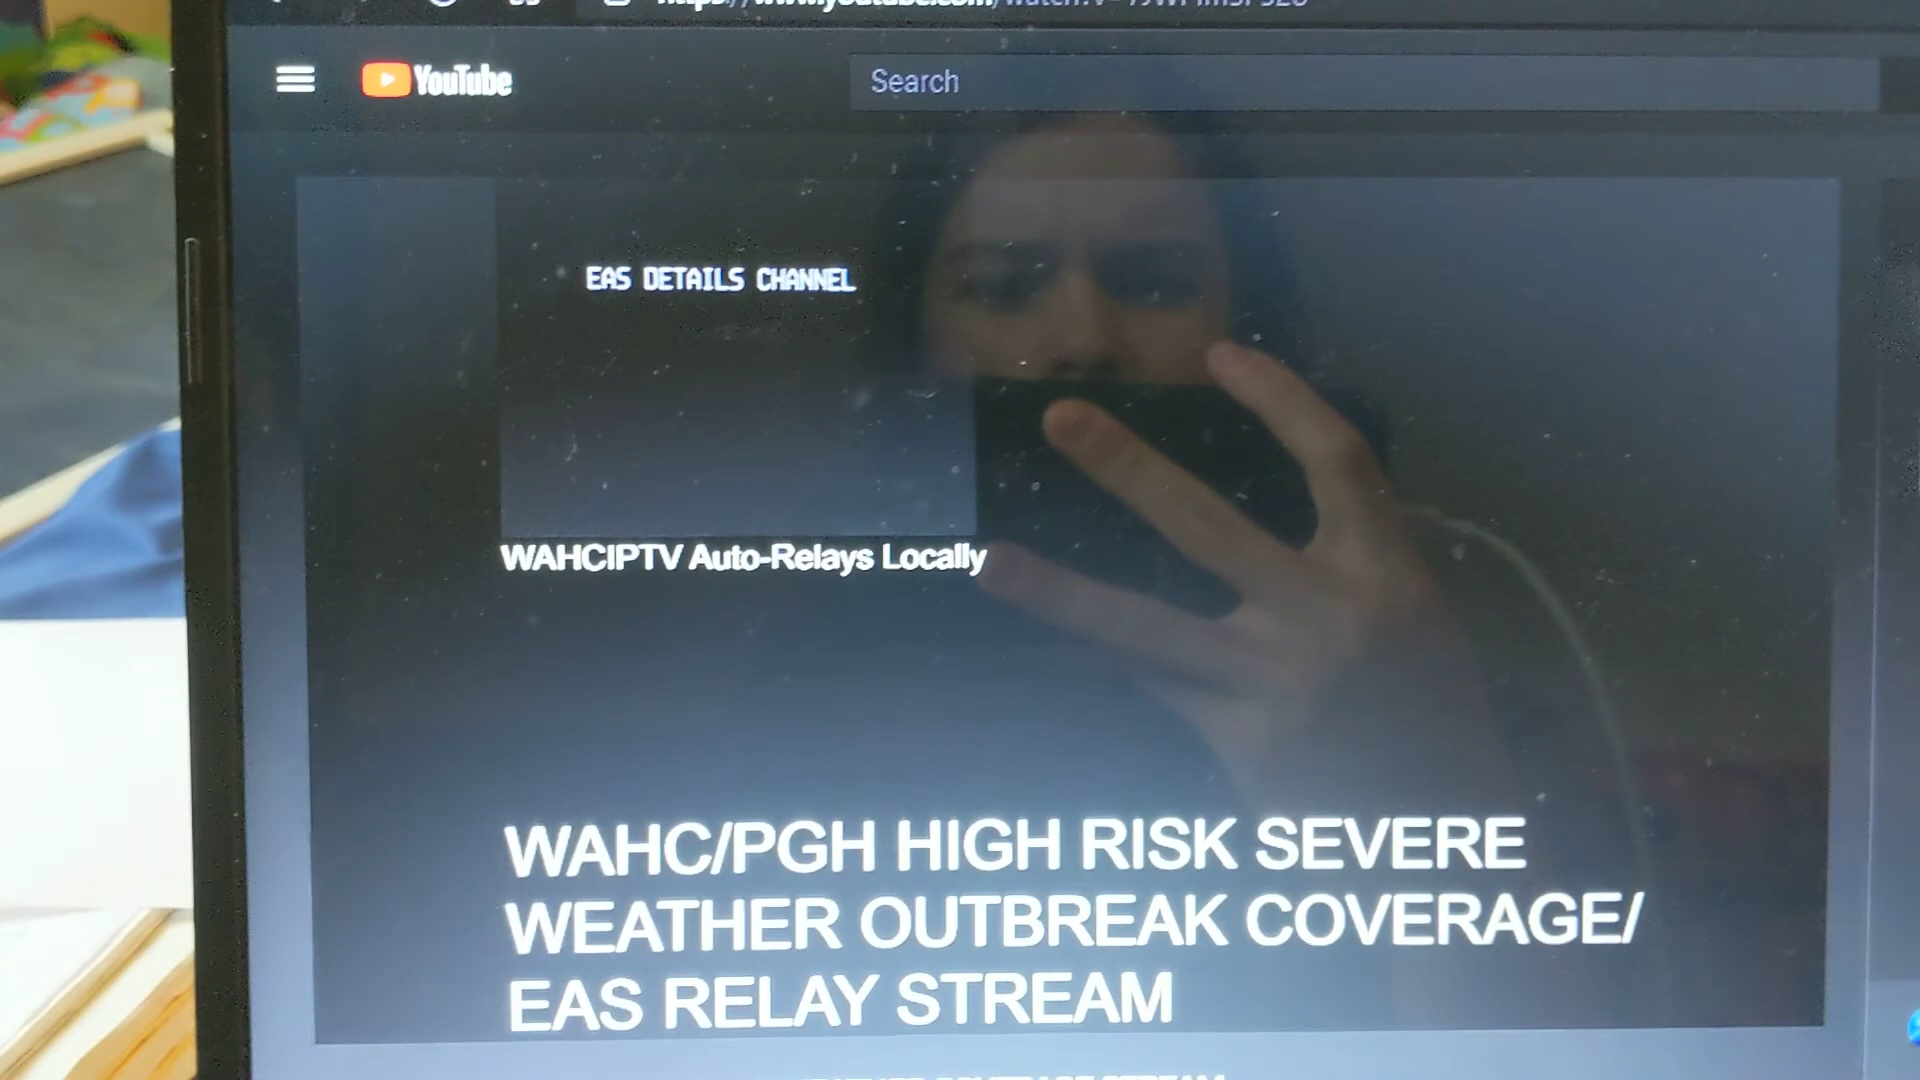 YouTube
Search
EAS DETAILS CHANNEL
WAHCIPTV Auto-Relays Locally
WAHC/PGH HIGH RISK SEVERE
WEATHER OUTBREAK COVERAGE/
EAS RELAY STREAM